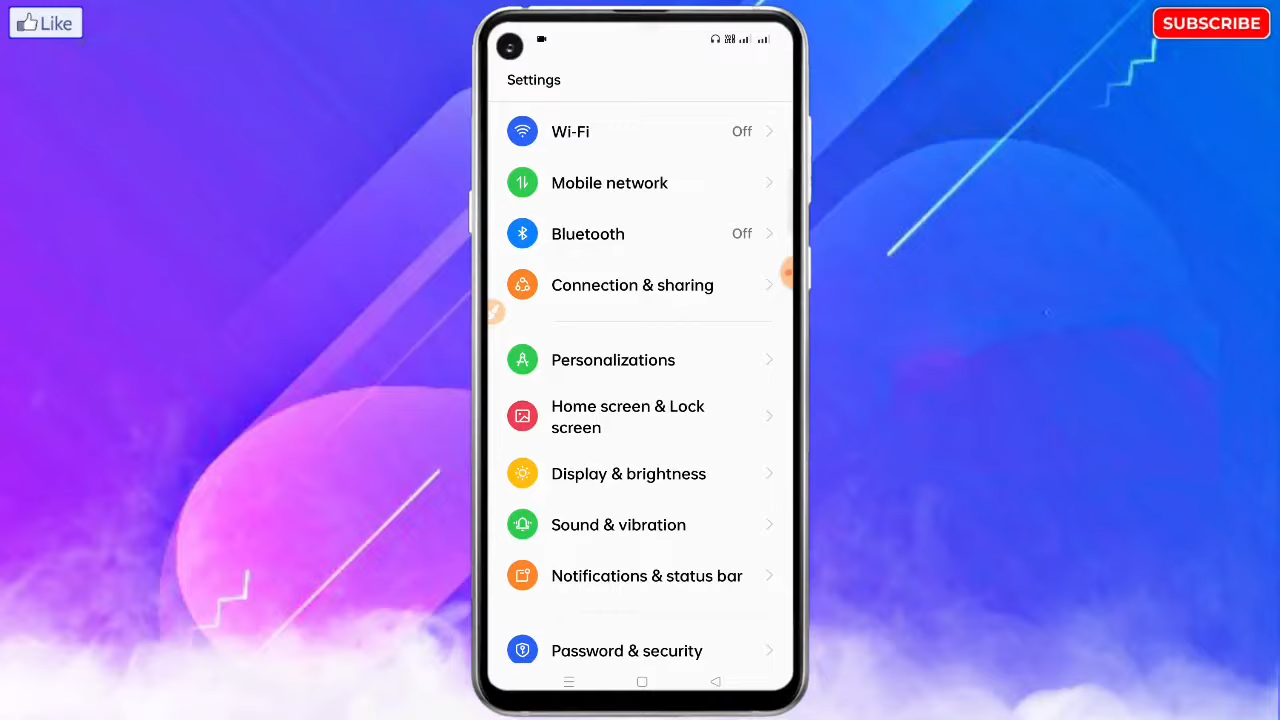 Like
SUBSCRIBE
Settings
Wi-Fi Off
Mobile network
Bluetooth Off
Connection & sharing
Personalizations
Home screen & Lock
screen
Display & brightness
Sound & vibration
Notifications & status bar
Password & security